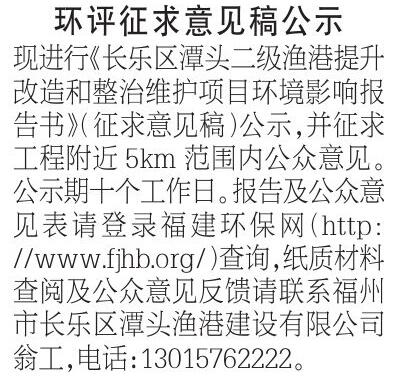 环评征求意见稿公示
现进行《长乐区潭头二级渔港提升
改造和整治维护项目环境影响报
告书》(征求意见稿)公示,并征求
工程附近5km范围内公众意见。
公示期十个工作日。报告及公众意
见表请登录福建环保网(http:
//www.fjhb.org/)查询,纸质材料
查阅及公众意见反馈请联系福州
市长乐区潭头渔港建设有限公司
翁工,电话:13015762222。